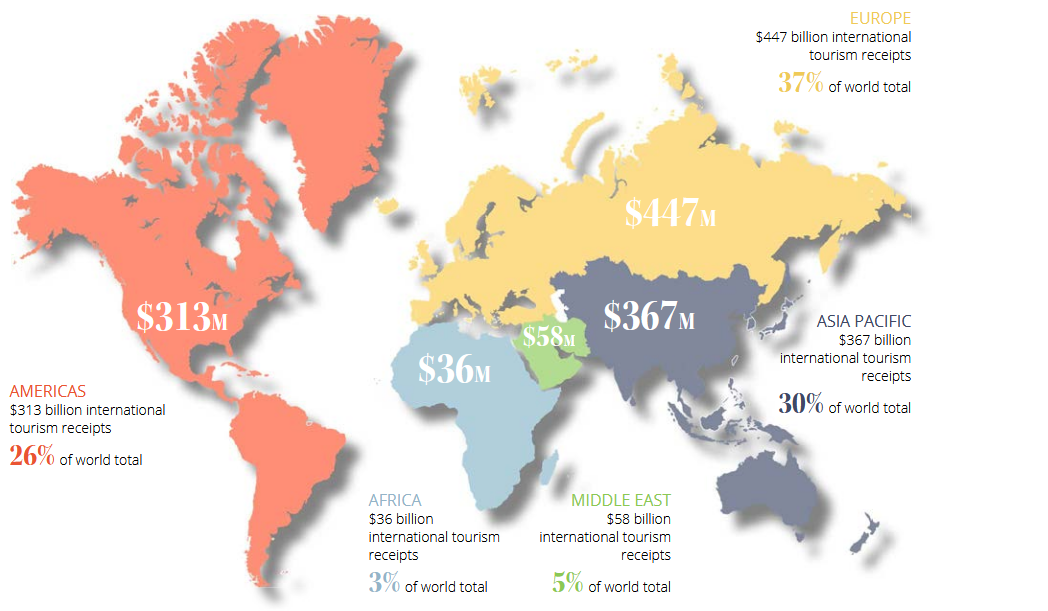 EUROPE
$447 billion international
tourism receipts
37% of world total
$447M
$313M
$367M
$58M
$36M
ASIA PACIFIC
$367 billion
international tourism
receipts
30% of world total
AMERICAS
$313 billion international
tourism receipts
26% of world total
AFRICA
$36 billion
international tourism
receipts
3% of world total
MIDDLE EAST
$58 billion
international tourism
receipts
5% of world total